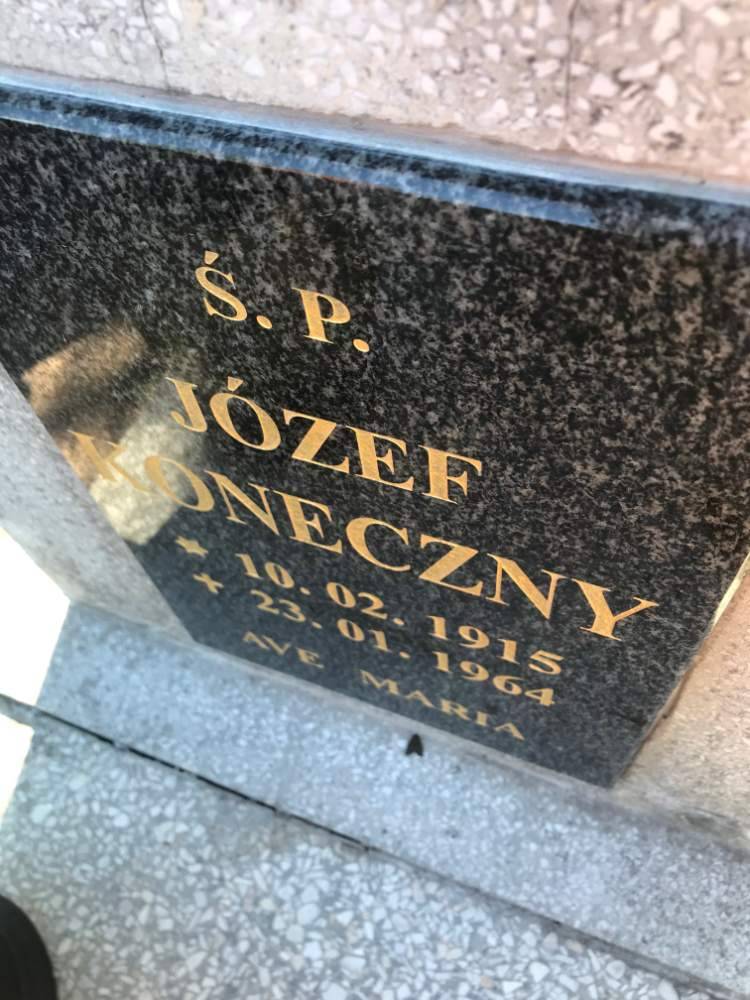 Ś. P.
JÓZEF
KONECZNY
* 10. 02. 1915
+ 23. 01. 1964
AVE MARIA